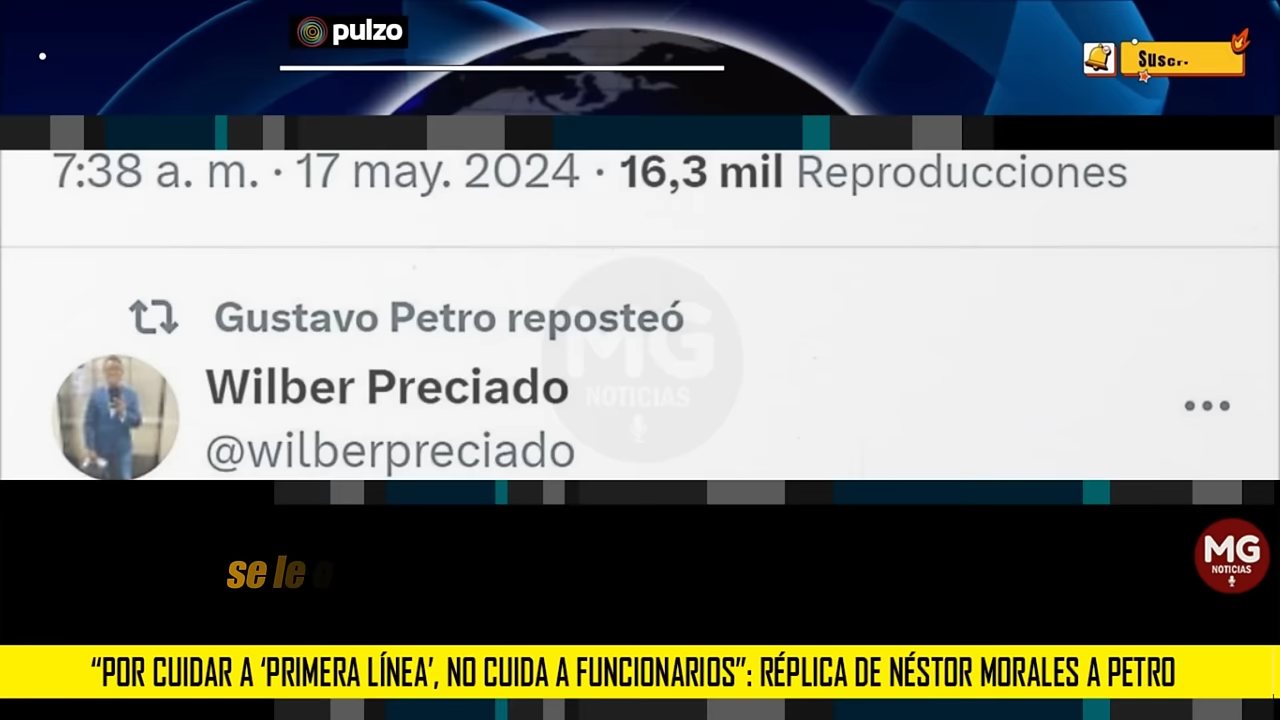 pulzo
Suscr.
7:38 a. m. · 17 may. 2024 · 16,3 mil Reproducciones
Gustavo Petro reposteó
Wilber Preciado
@wilberpreciado
MG
NOTICIAS
se le
MG
NOTICIAS
“POR CUIDAR A ‘PRIMERA LÍNEA’, NO CUIDA A FUNCIONARIOS”: RÉPLICA DE NÉSTOR MORALES A PETRO